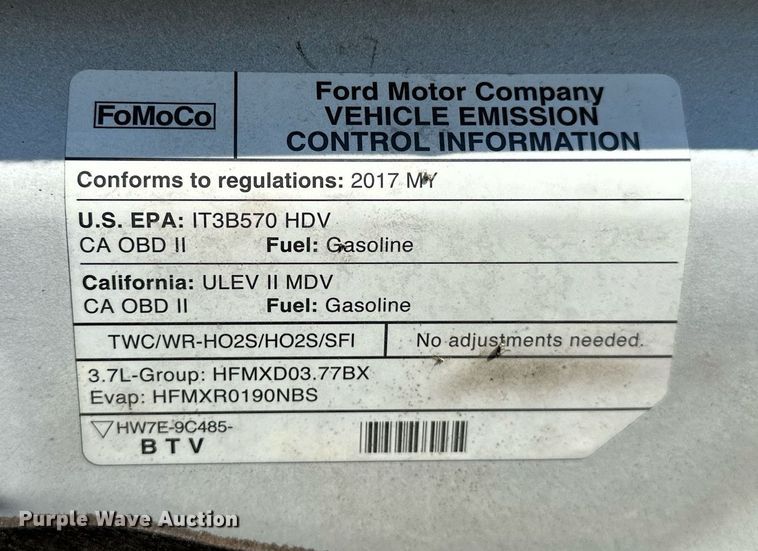 FoMoCo
Ford Motor Company
VEHICLE EMISSION
CONTROL INFORMATION
Conforms to regulations: 2017 MY
U.S. EPA: IT3B570 HDV
CA OBD II Fuel: Gasoline
California: ULEV II MDV
CA OBD II Fuel: Gasoline
TWC/WR-HO2S/HO2S/SFI No adjustments needed.
3.7L-Group: HFMXD03.77BX
Evap: HFMXR0190NBS
HW7E-9C485-
BTV
Purple Wave Auction